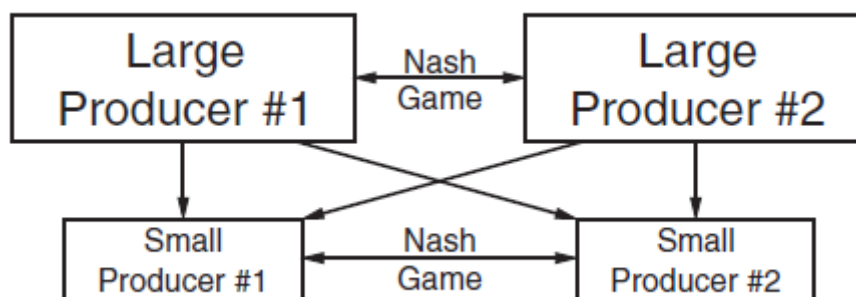 Large
Producer #1
Nash
Game
Large
Producer #2
Small
Producer #1
Nash
Game
Small
Producer #2